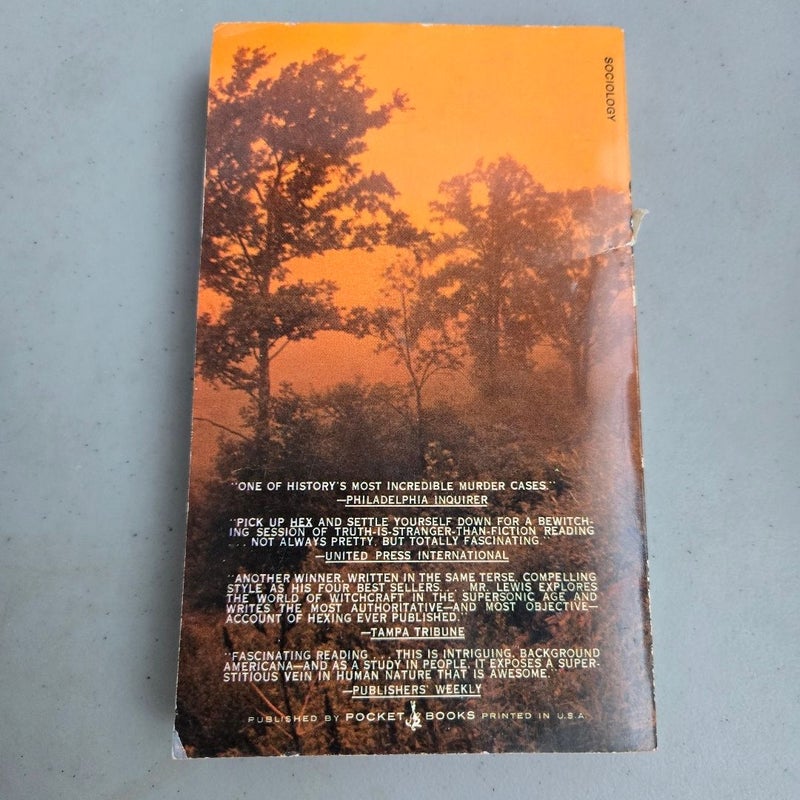 SOCIOLOGY
"ONE OF HISTORY'S MOST INCREDIBLE MURDER CASES."
—PHILADELPHIA INQUIRER
"PICK UP HEX AND SETTLE YOURSELF DOWN FOR A BEWITCH-
ING SESSION OF TRUTH-IS-STRANGER-THAN-FICTION READING
. . . NOT ALWAYS PRETTY, BUT TOTALLY FASCINATING."
—UNITED PRESS INTERNATIONAL
"ANOTHER WINNER, WRITTEN IN THE SAME TERSE, COMPELLING
STYLE AS HIS FOUR BEST SELLERS. . . . MR. LEWIS EXPLORES
THE WORLD OF WITCHCRAFT IN THE SUPERSONIC AGE AND
WRITES THE MOST AUTHORITATIVE—AND MOST OBJECTIVE—
ACCOUNT OF HEXING EVER PUBLISHED."
—TAMPA TRIBUNE
"FASCINATING READING . . . THIS IS INTRIGUING, BACKGROUND
AMERICANA—AND AS A STUDY IN PEOPLE, IT EXPOSES A SUPER-
STITIOUS VEIN IN HUMAN NATURE THAT IS AWESOME."
—PUBLISHERS' WEEKLY
PUBLISHED BY POCKET BOOKS PRINTED IN U.S.A.